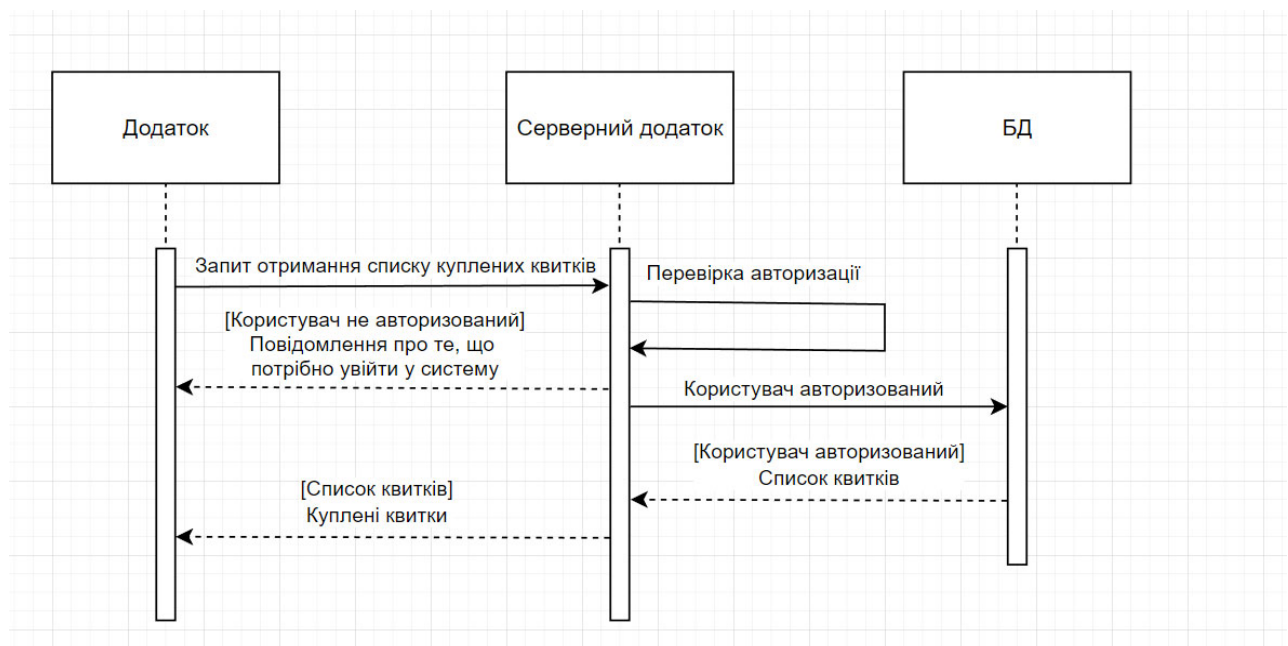 Додаток
Серверний додаток
БД
Запит отримання списку куплених квитків
Перевірка авторизації
[Користувач не авторизований]
Повідомлення про те, що
потрібно увійти у систему
Користувач авторизований
[Користувач авторизований]
Список квитків
[Список квитків]
Куплені квитки